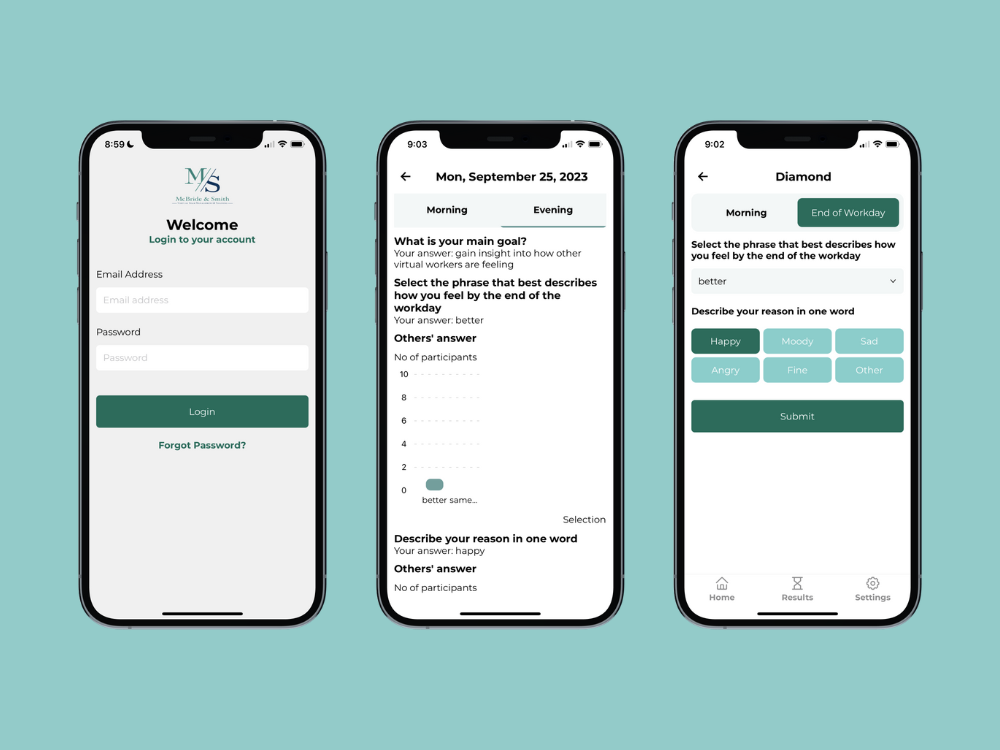 8:59
M/S
McBride & Smith
Welcome
Login to your account
Email Address
Email address
Password
Password
Login
Forgot Password?
9:03
Mon, September 25, 2023
Morning Evening
What is your main goal?
Your answer: gain insight into how other
virtual workers are feeling
Select the phrase that best describes
how you feel by the end of the
workday
Your answer: better
Others' answer
No of participants
10
8
6
4
2
0
better same...
Selection
Describe your reason in one word
Your answer: happy
Others' answer
No of participants
9:02
Diamond
Morning End of Workday
Select the phrase that best describes how
you feel by the end of the workday
better
Describe your reason in one word
Happy Moody Sad
Angry Fine Other
Submit
Home Results Settings